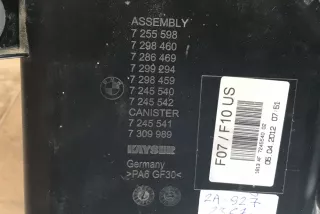 ASSEMBLY
7 255 598
7 298 460
7 286 469
7 299 294
7 298 459
7 245 540
7 245 542
CANISTER
7 245 541
7 309 989
KAYSER
Germany
>PA6 GF30<
F07 / F10 US
05 04 2012 07 51